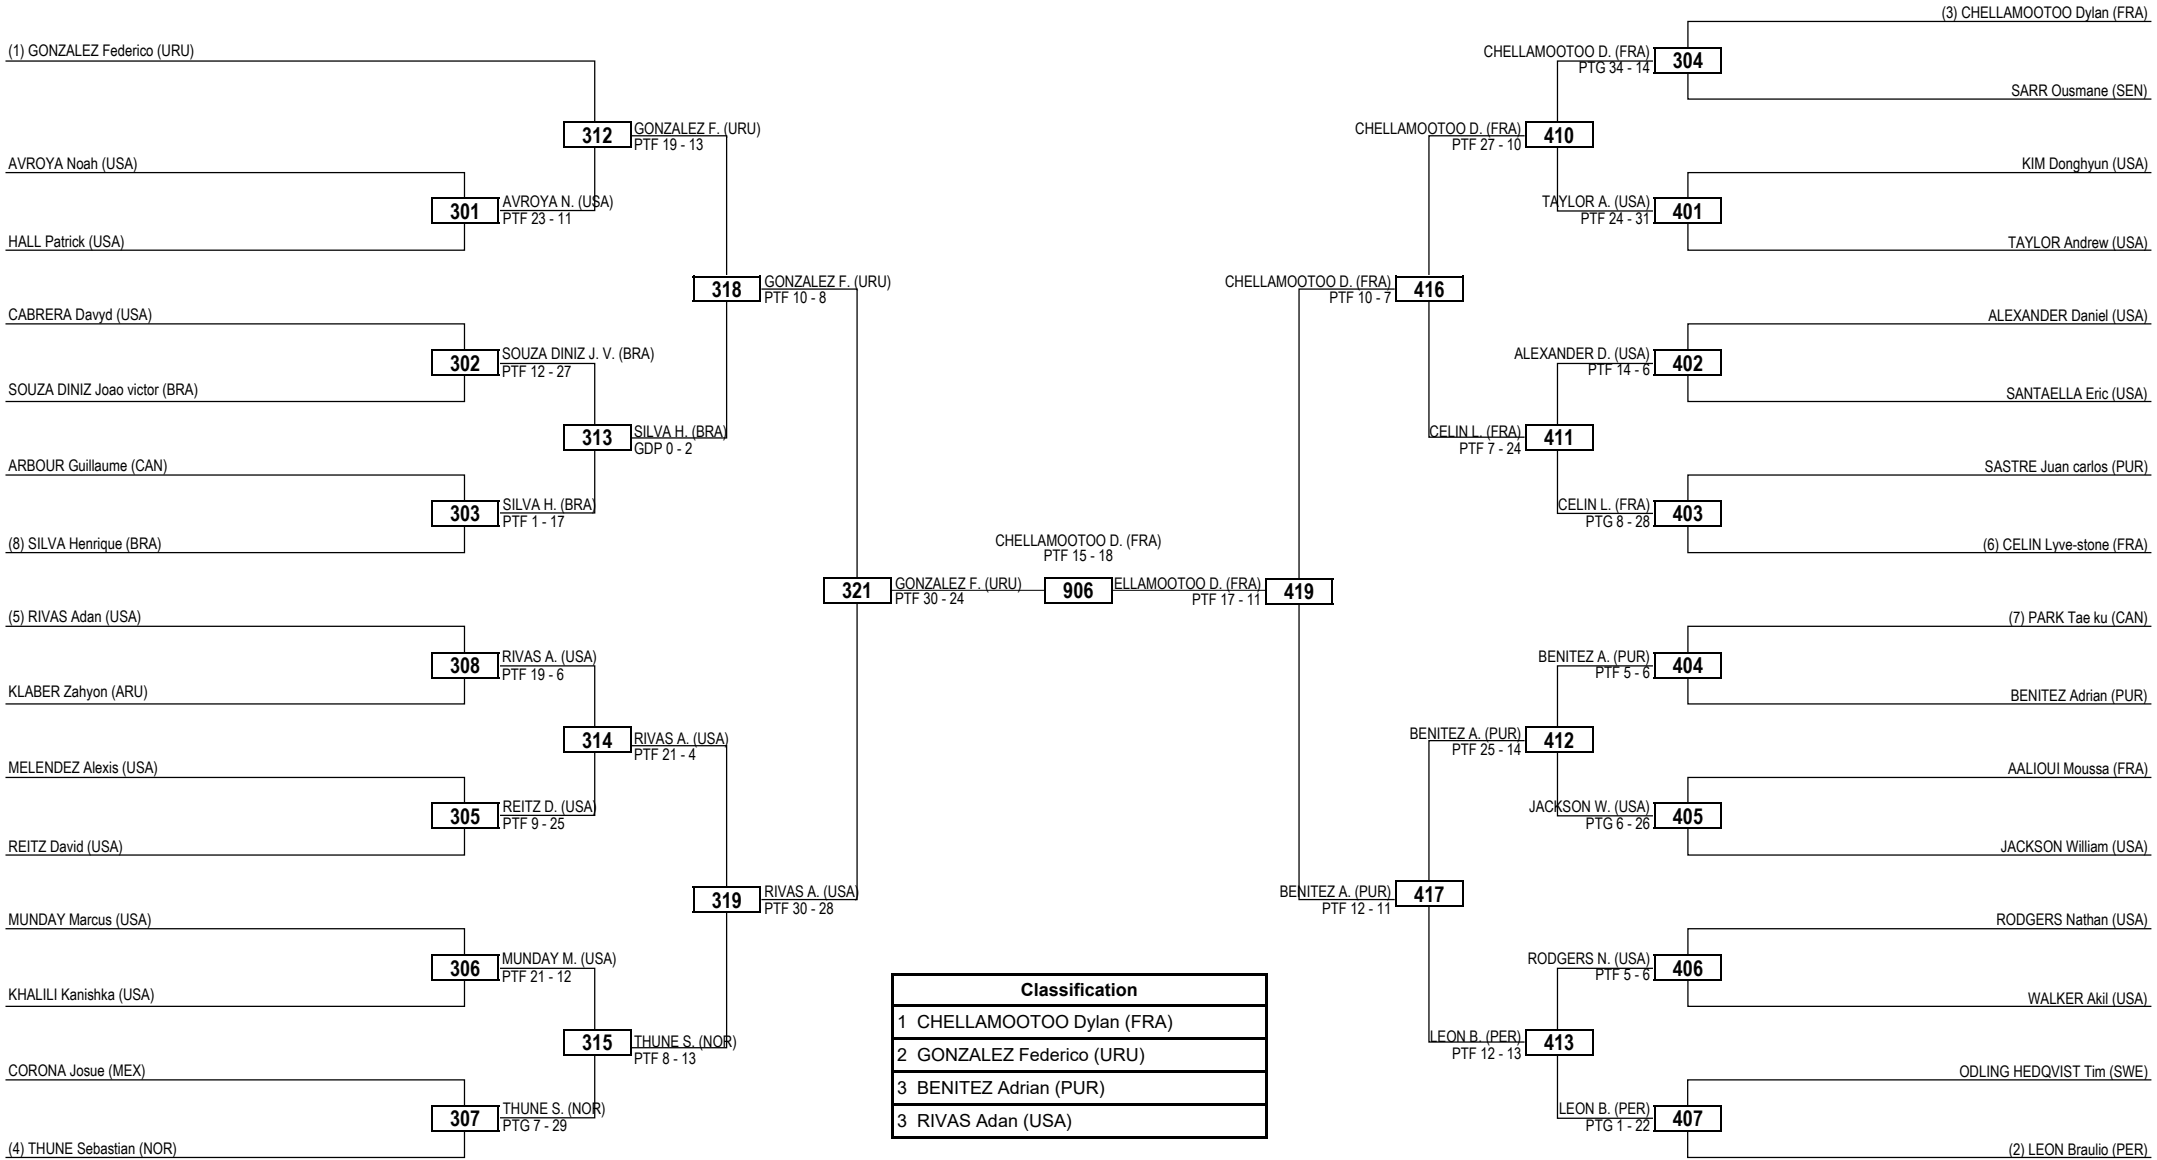 (1) GONZALEZ Federico (URU)
312
GONZALEZ F. (URU)
PTF 19 - 13
AVROYA Noah (USA)
301
AVROYA N. (USA)
PTF 23 - 11
HALL Patrick (USA)
318
GONZALEZ F. (URU)
PTF 10 - 8
CABRERA Davyd (USA)
302
SOUZA DINIZ J. V. (BRA)
PTF 12 - 27
SOUZA DINIZ Joao victor (BRA)
313
SILVA H. (BRA)
GDP 0 - 2
ARBOUR Guillaume (CAN)
303
SILVA H. (BRA)
PTF 1 - 17
(8) SILVA Henrique (BRA)
321
GONZALEZ F. (URU)
PTF 30 - 24
(5) RIVAS Adan (USA)
308
RIVAS A. (USA)
PTF 19 - 6
KLABER Zahyon (ARU)
314
RIVAS A. (USA)
PTF 21 - 4
MELENDEZ Alexis (USA)
305
REITZ D. (USA)
PTF 9 - 25
REITZ David (USA)
319
RIVAS A. (USA)
PTF 30 - 28
MUNDAY Marcus (USA)
306
MUNDAY M. (USA)
PTF 21 - 12
KHALILI Kanishka (USA)
315
THUNE S. (NOR)
PTF 8 - 13
CORONA Josue (MEX)
307
THUNE S. (NOR)
PTG 7 - 29
(4) THUNE Sebastian (NOR)
CHELLAMOOTOO D. (FRA)
PTF 15 - 18
906
(3) CHELLAMOOTOO Dylan (FRA)
CHELLAMOOTOO D. (FRA)
PTG 34 - 14
304
SARR Ousmane (SEN)
CHELLAMOOTOO D. (FRA)
PTF 27 - 10
410
KIM Donghyun (USA)
TAYLOR A. (USA)
PTF 24 - 31
401
TAYLOR Andrew (USA)
CHELLAMOOTOO D. (FRA)
PTF 10 - 7
416
ALEXANDER Daniel (USA)
ALEXANDER D. (USA)
PTF 14 - 6
402
SANTAELLA Eric (USA)
CELIN L. (FRA)
PTF 7 - 24
411
SASTRE Juan carlos (PUR)
CELIN L. (FRA)
PTG 8 - 28
403
(6) CELIN Lyve-stone (FRA)
ELLAMOOTOO D. (FRA)
PTF 17 - 11
419
(7) PARK Tae ku (CAN)
BENITEZ A. (PUR)
PTF 5 - 6
404
BENITEZ Adrian (PUR)
BENITEZ A. (PUR)
PTF 25 - 14
412
AALIOUI Moussa (FRA)
JACKSON W. (USA)
PTG 6 - 26
405
JACKSON William (USA)
BENITEZ A. (PUR)
PTF 12 - 11
417
RODGERS Nathan (USA)
RODGERS N. (USA)
PTF 5 - 6
406
WALKER Akil (USA)
LEON B. (PER)
PTF 12 - 13
413
ODLING HEDQVIST Tim (SWE)
LEON B. (PER)
PTG 1 - 22
407
(2) LEON Braulio (PER)
Classification
1 CHELLAMOOTOO Dylan (FRA)
2 GONZALEZ Federico (URU)
3 BENITEZ Adrian (PUR)
3 RIVAS Adan (USA)